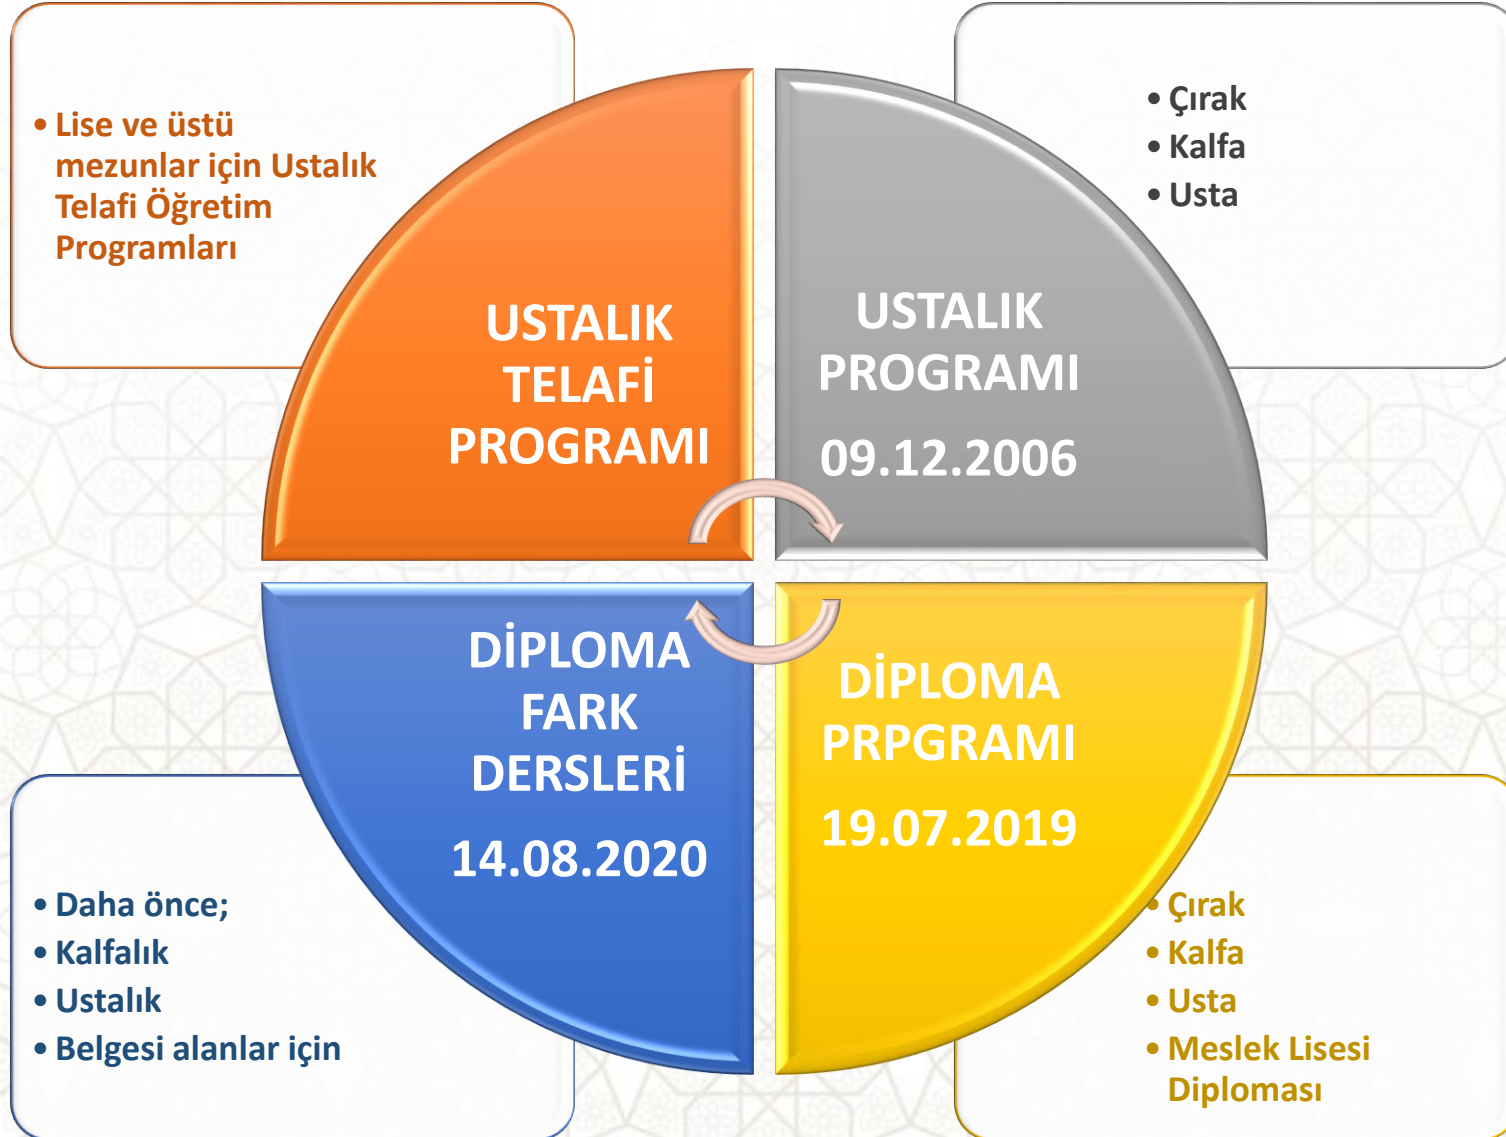 • Lise ve üstü
mezunlar için Ustalık
Telafi Öğretim
Programları
USTALIK
TELAFİ
PROGRAMI
• Çırak
• Kalfa
• Usta
USTALIK
PROGRAMI
09.12.2006
DİPLOMA
FARK
DERSLERİ
14.08.2020
• Daha önce;
• Kalfalık
• Ustalık
• Belgesi alanlar için
DİPLOMA
PRPGRAMI
19.07.2019
• Çırak
• Kalfa
• Usta
• Meslek Lisesi
Diploması